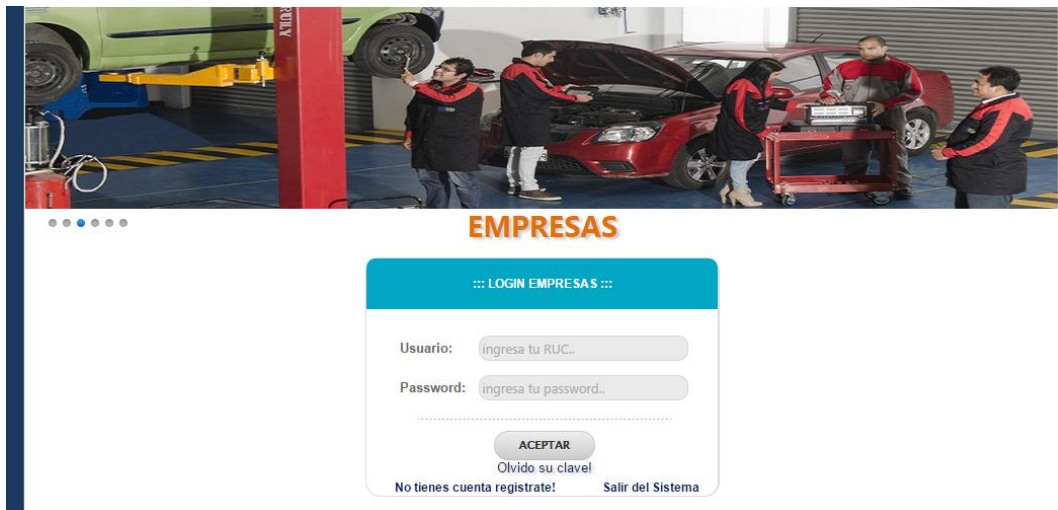 EMPRESAS
::: LOGIN EMPRESAS :::
Usuario: ingresa tu RUC..
Password: ingresa tu password..
ACEPTAR
Olvido su clave!
No tienes cuenta registrate! Salir del Sistema